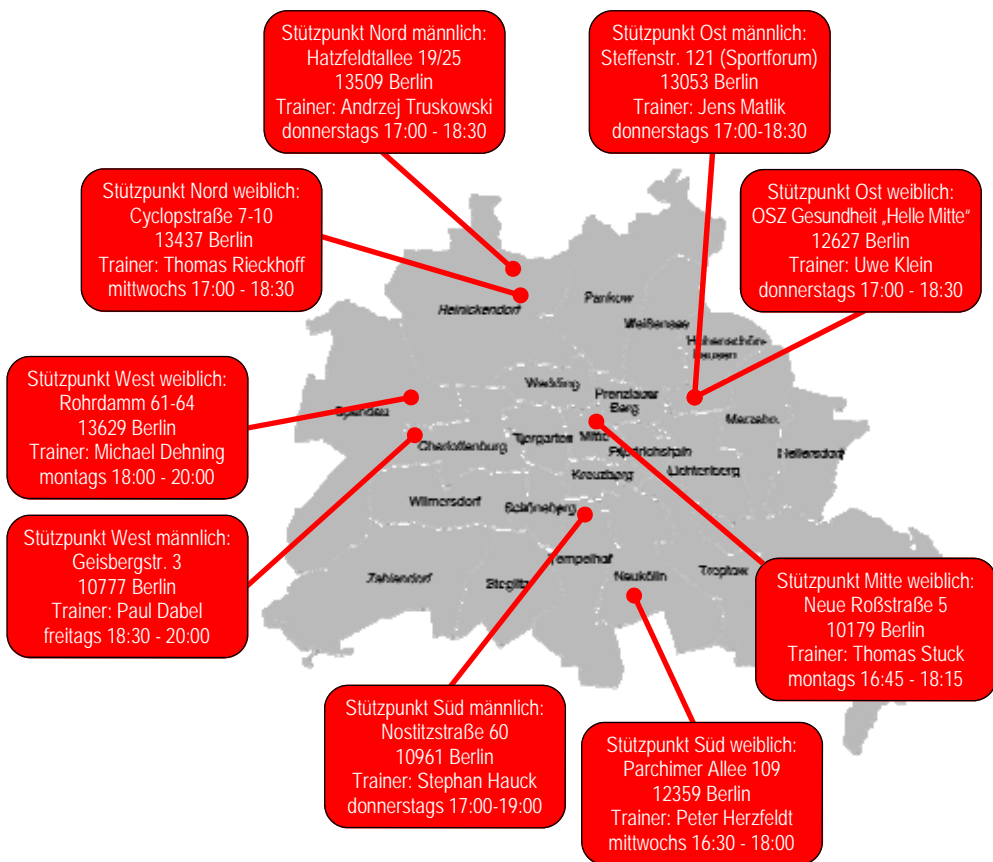 Stützpunkt Nord männlich:
Hatzfeldtallee 19/25
13509 Berlin
Trainer: Andrzej Truskowski
donnerstags 17:00 - 18:30
Stützpunkt Ost männlich:
Steffenstr. 121 (Sportforum)
13053 Berlin
Trainer: Jens Matlik
donnerstags 17:00-18:30
Stützpunkt Nord weiblich:
Cyclopstraße 7-10
13437 Berlin
Trainer: Thomas Rieckhoff
mittwochs 17:00 - 18:30
Stützpunkt Ost weiblich:
OSZ Gesundheit „Helle Mitte“
12627 Berlin
Trainer: Uwe Klein
donnerstags 17:00 - 18:30
Stützpunkt West weiblich:
Rohrdamm 61-64
13629 Berlin
Trainer: Michael Dehning
montags 18:00 - 20:00
Stützpunkt West männlich:
Geisbergstr. 3
10777 Berlin
Trainer: Paul Dabel
freitags 18:30 - 20:00
Stützpunkt Mitte weiblich:
Neue Roßstraße 5
10179 Berlin
Trainer: Thomas Stuck
montags 16:45 - 18:15
Stützpunkt Süd männlich:
Nostitzstraße 60
10961 Berlin
Trainer: Stephan Hauck
donnerstags 17:00-19:00
Stützpunkt Süd weiblich:
Parchimer Allee 109
12359 Berlin
Trainer: Peter Herzfeldt
mittwochs 16:30 - 18:00
Pankow
Weißensee
Wedding
Prenzlauer
Berg
Spandau
Charlottenburg
Tiergarten
Mitte
Friedrichshain
Marzahn
Hellersdorf
Kreuzberg
Lichtenberg
Wilmersdorf
Schöneberg
Zehlendorf
Steglitz
Tempelhof
Neukölln
Treptow